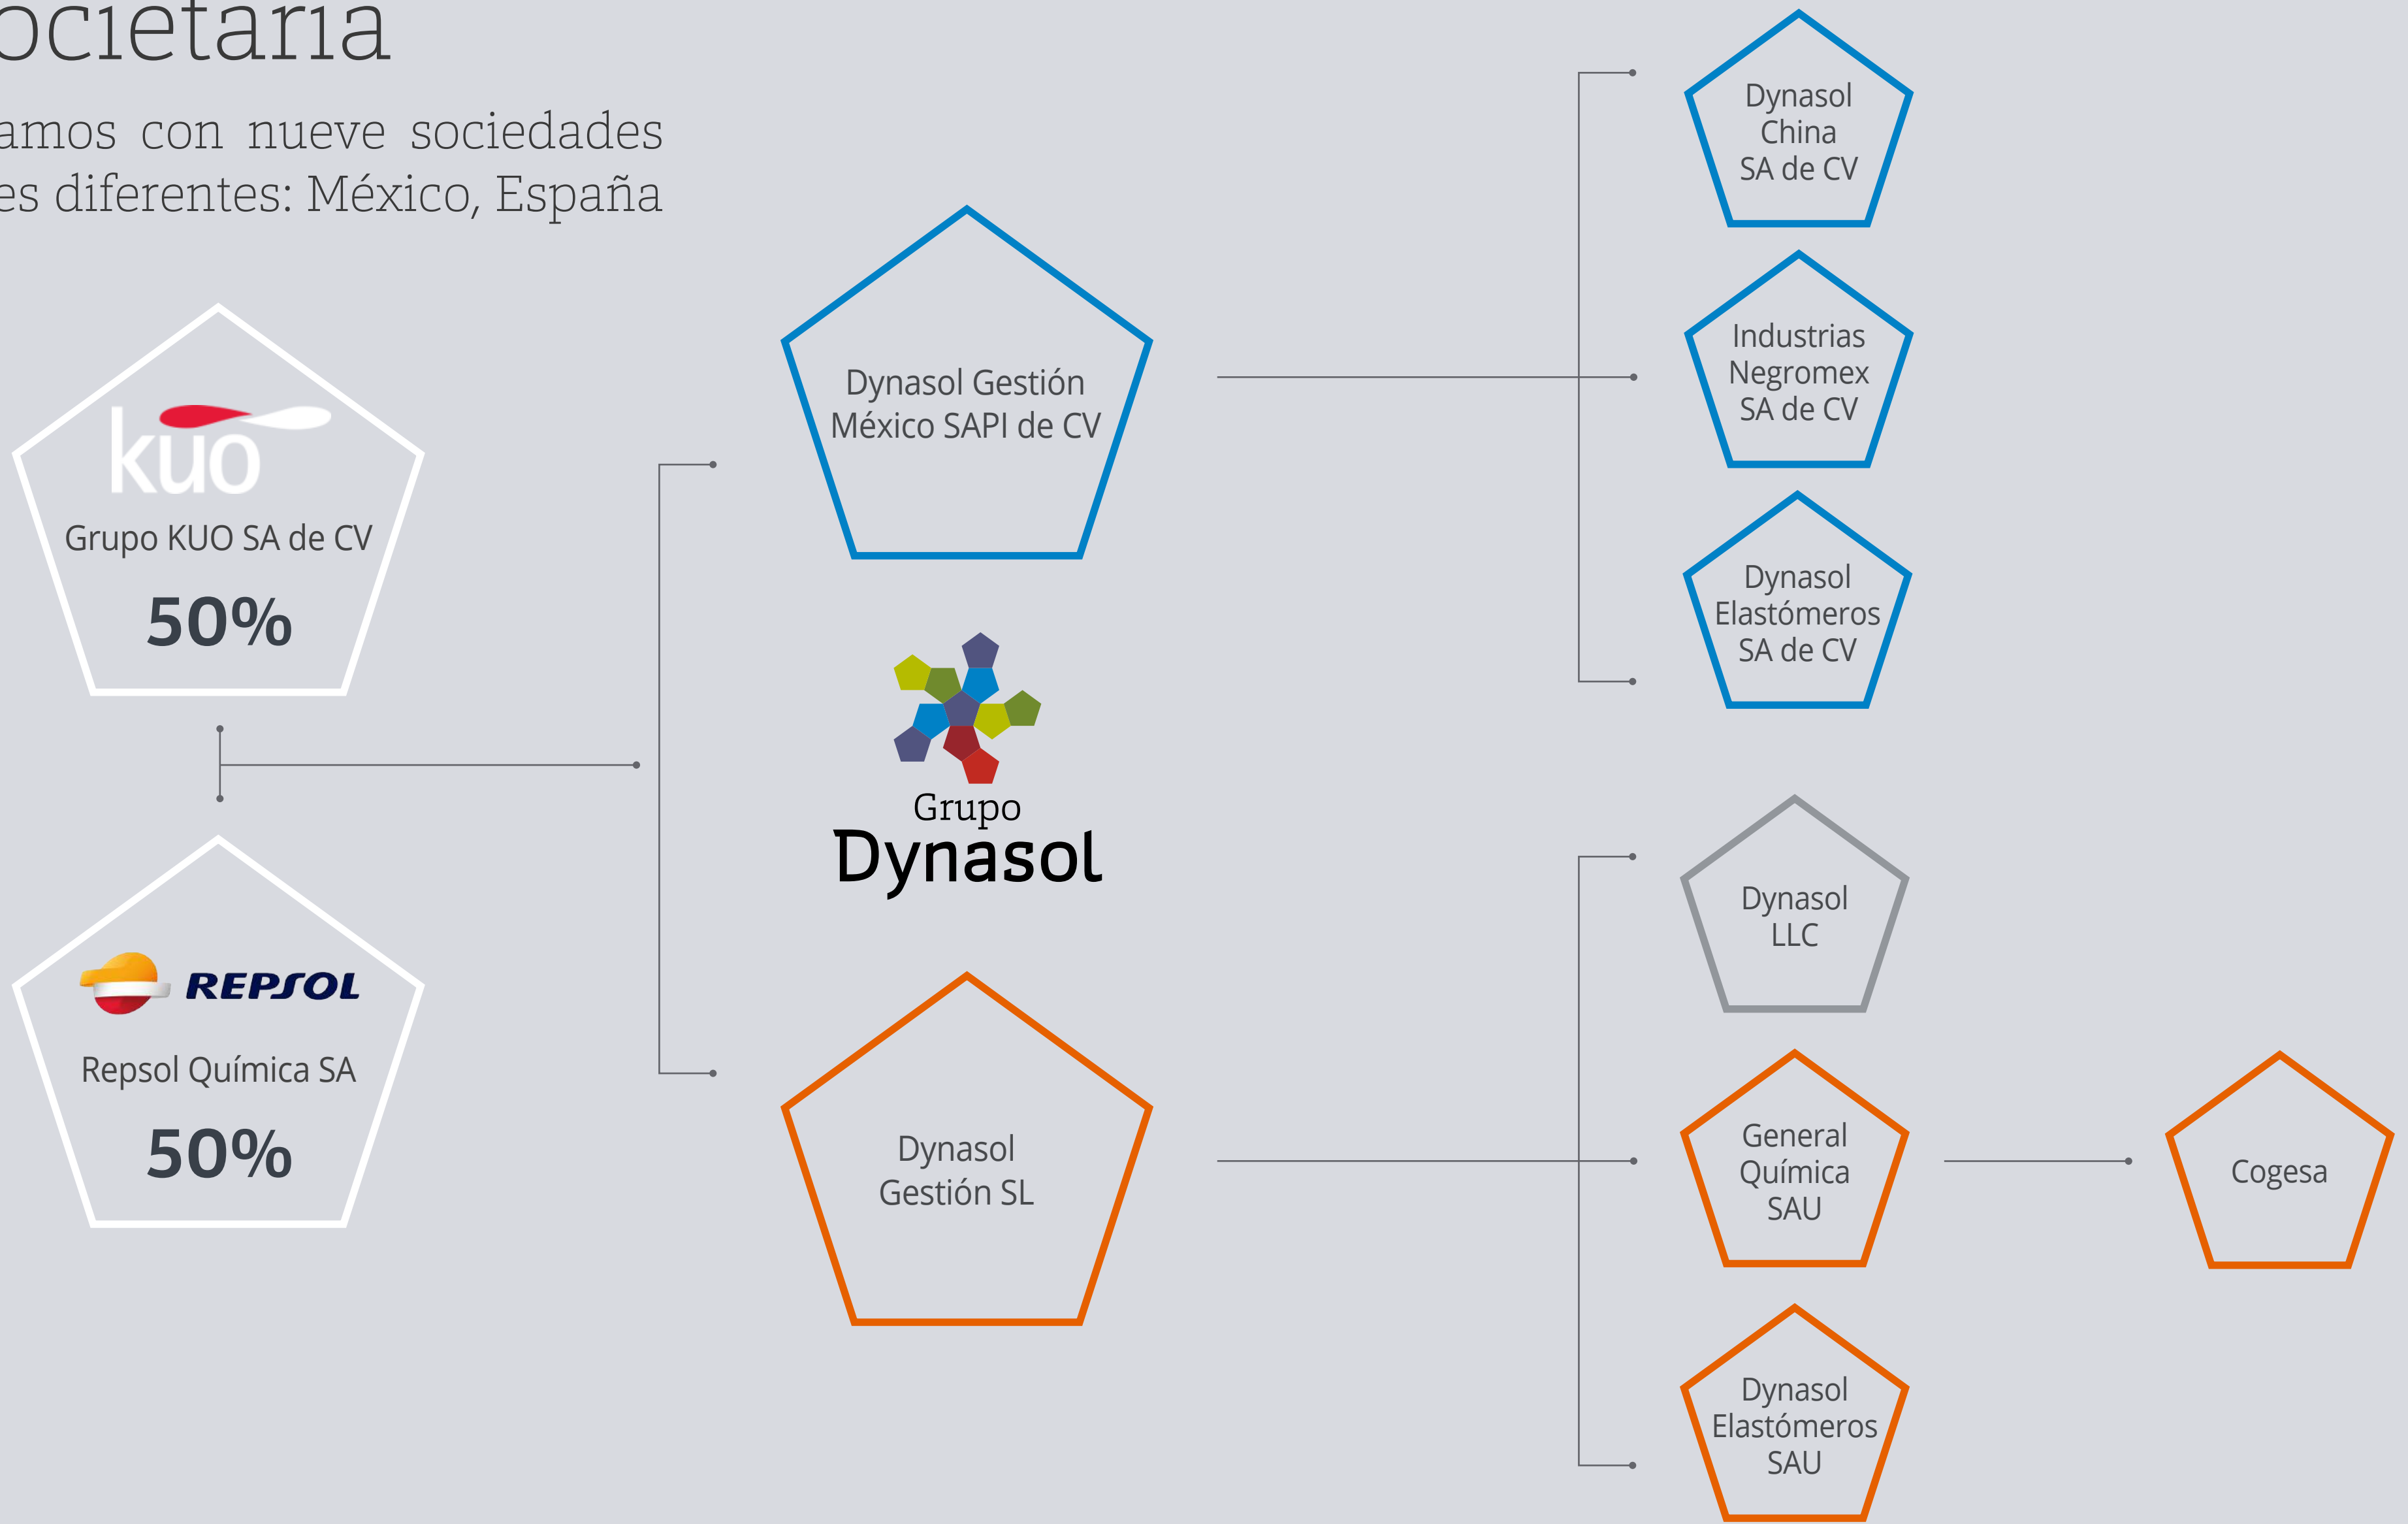 ocietaria
amos con nueve sociedades
es diferentes: México, España
kuo
Grupo KUO SA de CV
50%
REPSOL
Repsol Química SA
50%
Dynasol Gestión
México SAPI de CV
Grupo
Dynasol
Dynasol
Gestión SL
Dynasol
China
SA de CV
Industrias
Negromex
SA de CV
Dynasol
Elastómeros
SA de CV
Dynasol
LLC
General
Química
SAU
Dynasol
Elastómeros
SAU
Cogesa